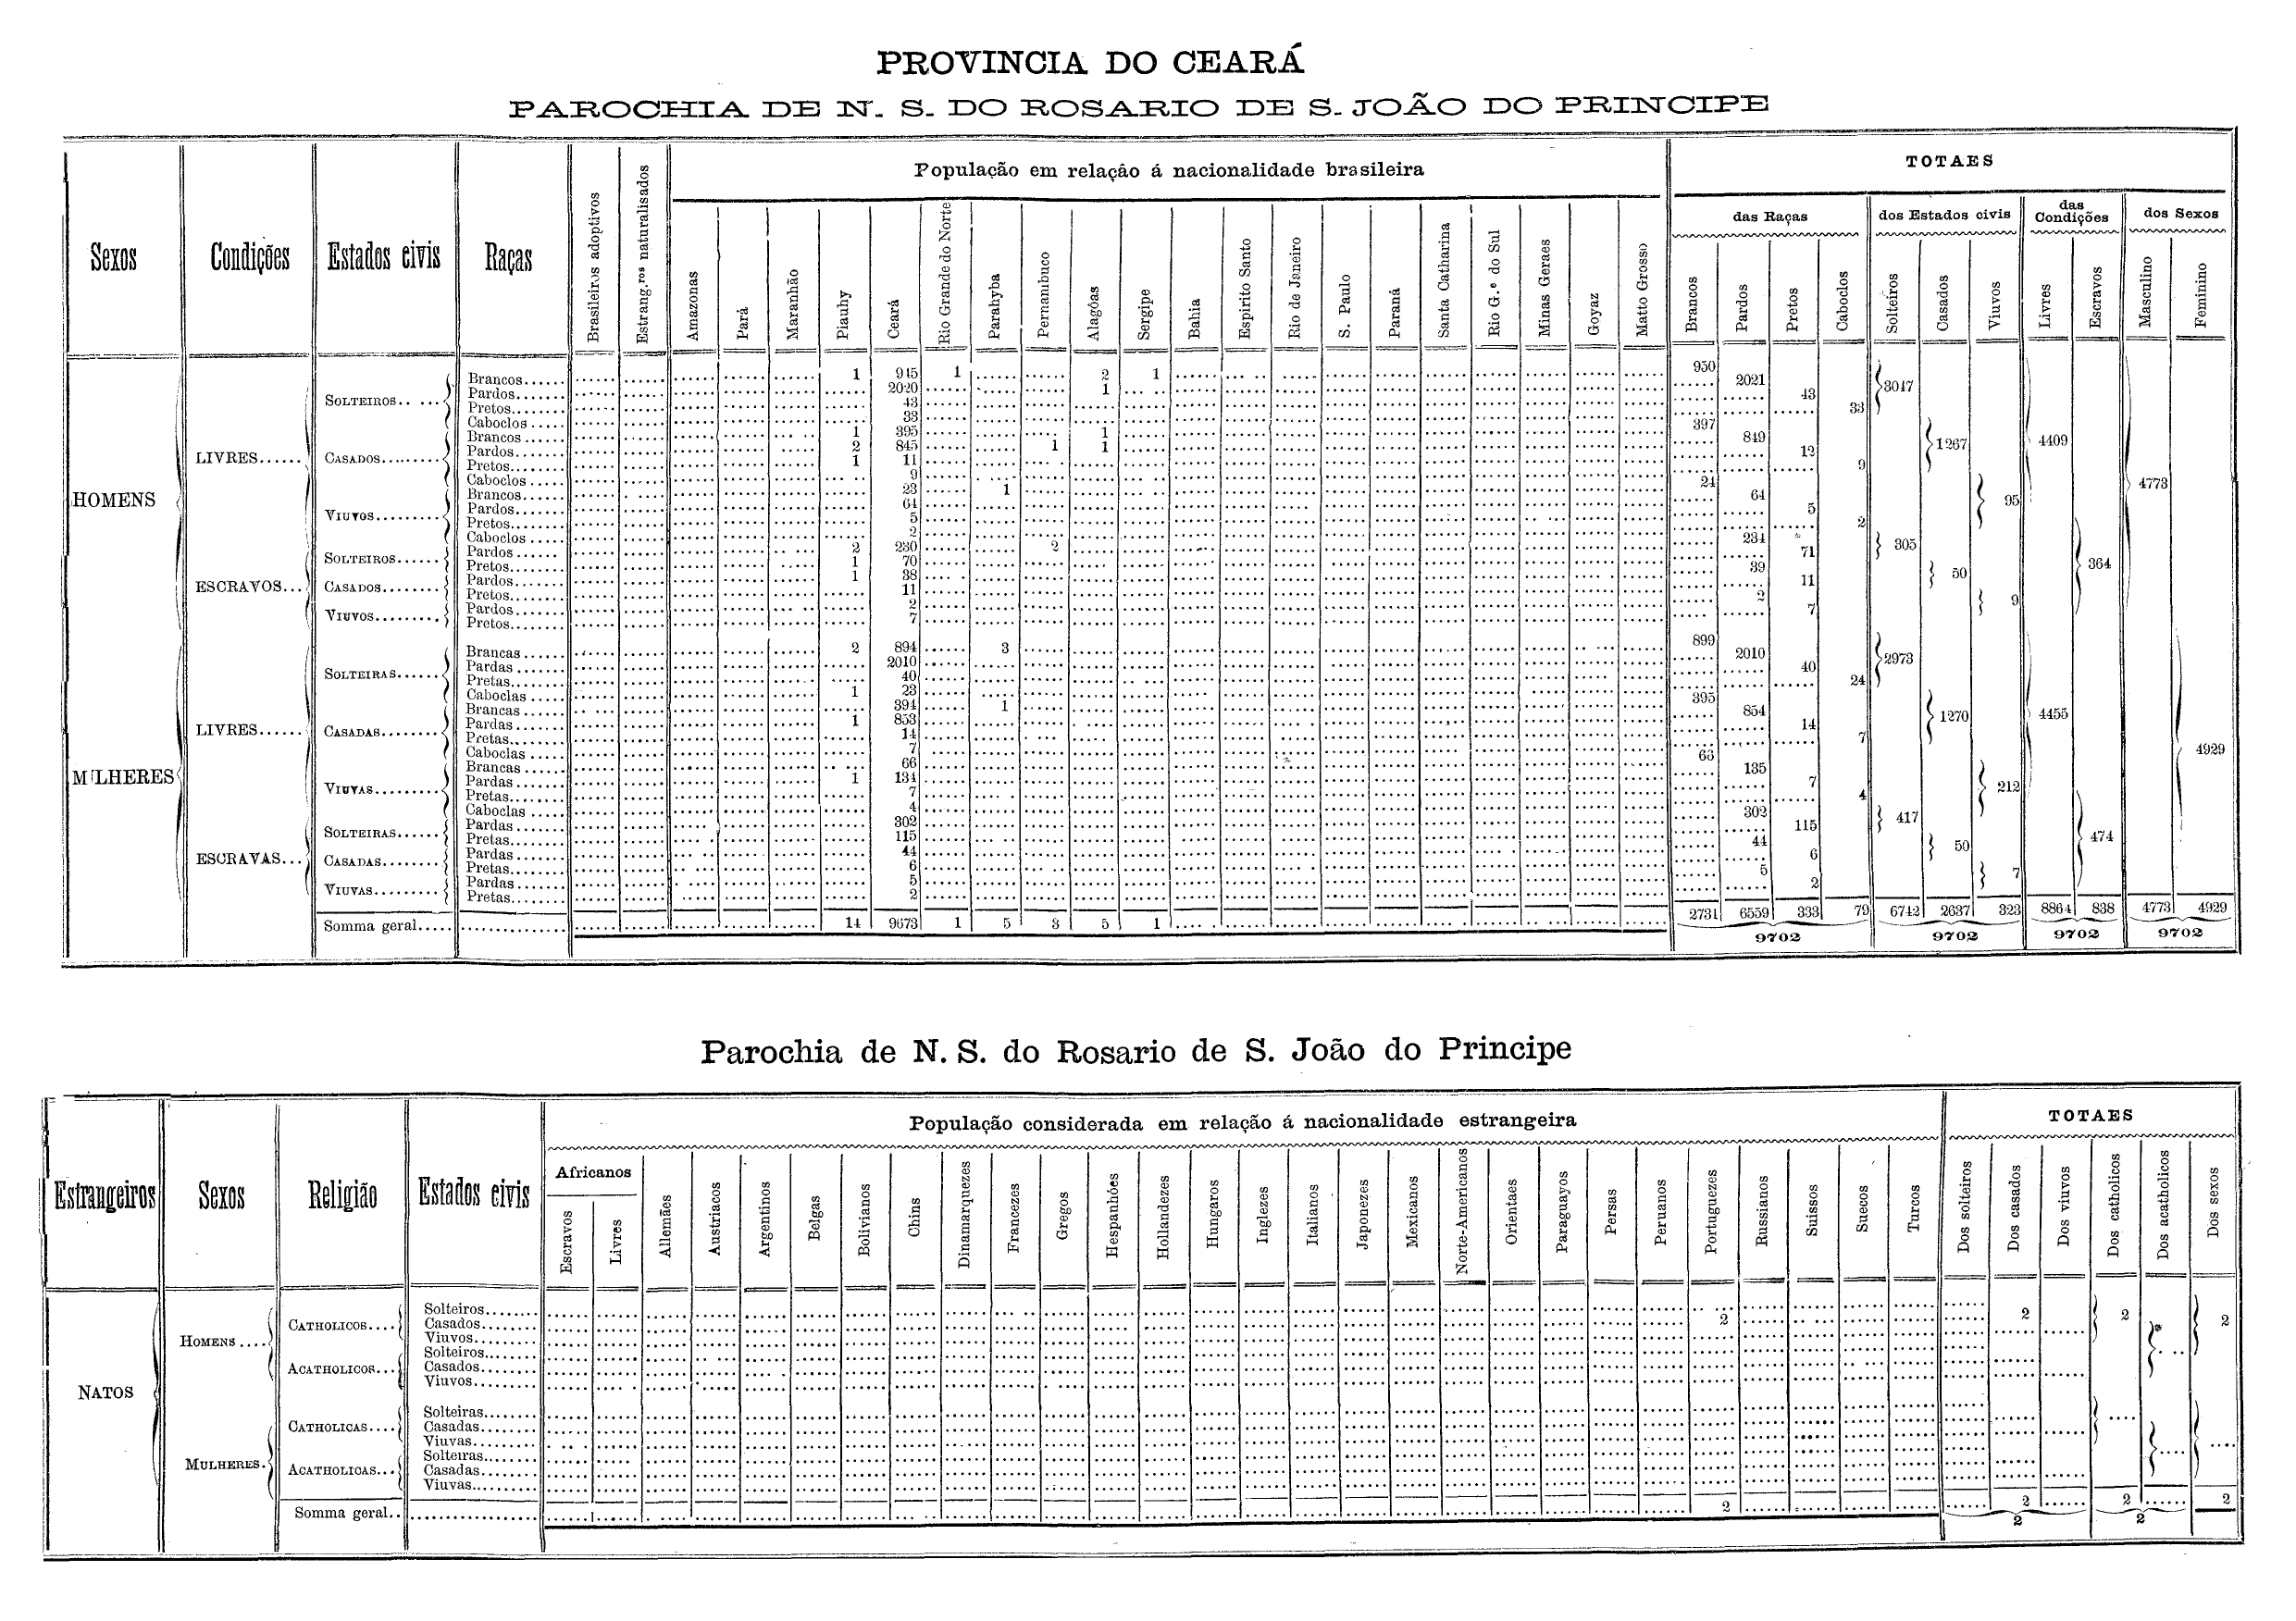 PROVINCIA DO CEARÁ
PAROCHIA DE N. S. DO ROSARIO DE S. JOÃO DO PRINCIPE
Sexos Condições Estados civis Raças Brasileiros adoptivos Estrang.ros naturalisados População em relação á nacionalidade brasileira TOTAES
das Raças dos Estados civis das Condições dos Sexos
Amazonas Pará Maranhão Piauhy Ceará Rio Grande do Norte Parahyba Pernambuco Alagôas Sergipe Bahia Espirito Santo Rio de Janeiro S. Paulo Paraná Santa Catharina Rio G.e do Sul Minas Geraes Goyaz Matto Grosso Brancos Pardos Pretos Caboclos Solteiros Casados Viuvos Livres Escravos Masculino Feminino
HOMENS LIVRES...... SOLTEIROS.. ... Brancos...... 1 915 1 2 1 950 3047 4409 4773
Pardos....... 2020 1 2021
Pretos....... 43 43
Caboclos ..... 33 33
CASADOS......... Brancos ...... 1 395 1 397 1267
Pardos....... 2 845 1 1 849
Pretos....... 1 11 12
Caboclos ..... 9 9
VIUVOS......... Brancos...... 23 1 24 95
Pardos....... 64 64
Pretos....... 5 5
Caboclos ..... 2 2
ESCRAVOS... SOLTEIROS...... Pardos ...... 2 230 2 234 305 364
Pretos....... 1 70 71
CASADOS........ Pardos....... 1 38 39 50
Pretos....... 11 11
VIUVOS......... Pardos....... 2 2 9
Pretos....... 7 7
M LHERES LIVRES...... SOLTEIRAS...... Brancas ...... 2 894 3 899 2973 4455 4929
Pardas ....... 2010 2010
Pretas....... 40 40
Caboclas ..... 1 23 24
CASADAS........ Brancas ...... 394 1 395 1270
Pardas....... 1 853 854
Pretas....... 14 14
Caboclas ..... 7 7
VIUVAS......... Brancas ...... 66 66 212
Pardas ....... 1 134 135
Pretas....... 7 7
Caboclas ..... 4 4
ESCRAVAS... SOLTEIRAS...... Pardas ....... 302 302 417 474
Pretas....... 115 115
CASADAS........ Pardas ....... 44 44 50
Pretas....... 6 6
VIUVAS......... Pardas ....... 5 5 7
Pretas....... 2 2
Somma geral..... 14 9673 1 5 3 5 1 2731 6559 333 79 6742 2637 323 8864 838 4773 4929
9702 9702 9702 9702
Parochia de N. S. do Rosario de S. João do Principe
Estrangeiros Sexos Religião Estados civis População considerada em relação á nacionalidade estrangeira TOTAES
Africanos
Escravos Livres Allemães Austriacos Argentinos Belgas Bolivianos China Dinamarquezes Francezes Gregos Hespanhóes Hollandezes Hungaros Inglezes Italianos Japonezes Mexicanos Norte-Americanos Orientaes Paraguayos Persas Peruanos Portuguezes Russianos Suissos Suecos Turcos Dos solteiros Dos casados Dos viuvos Dos catholicos Dos acatholicos Dos sexos
NATOS HOMENS .... CATHOLICOS.... Solteiros........
Casados........ 2 2 2 2
Viuvos.........
ACATHOLICOS... Solteiros........
Casados........
Viuvos.........
MULHERES. CATHOLICAS.... Solteiras........
Casadas........
Viuvas.........
ACATHOLICAS... Solteiras........
Casadas........
Viuvas.........
Somma geral.. 2 2 2 2
2 2